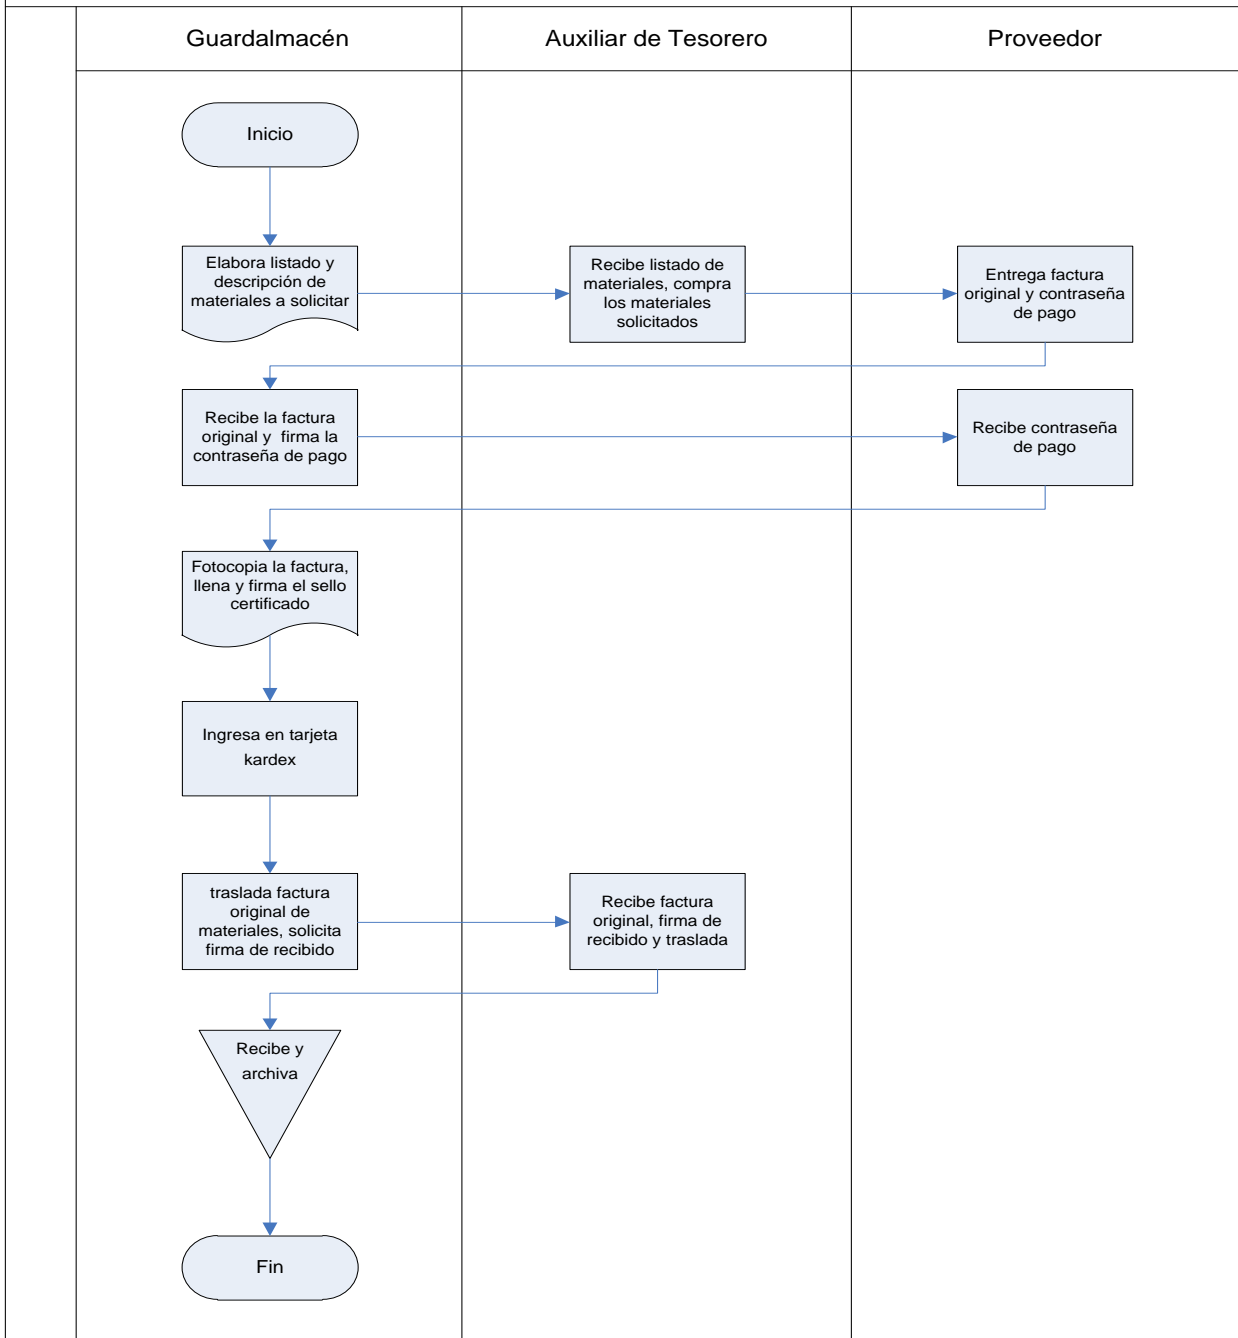 Guardalmacén
Auxiliar de Tesorero
Proveedor
Inicio
Elabora listado y
descripción de
materiales a solicitar
Recibe listado de
materiales, compra
los materiales
solicitados
Entrega factura
original y contraseña
de pago
Recibe la factura
original y firma la
contraseña de pago
Recibe contraseña
de pago
Fotocopia la factura,
llena y firma el sello
certificado
Ingresa en tarjeta
kardex
traslada factura
original de
materiales, solicita
firma de recibido
Recibe factura
original, firma de
recibido y traslada
Recibe y
archiva
Fin